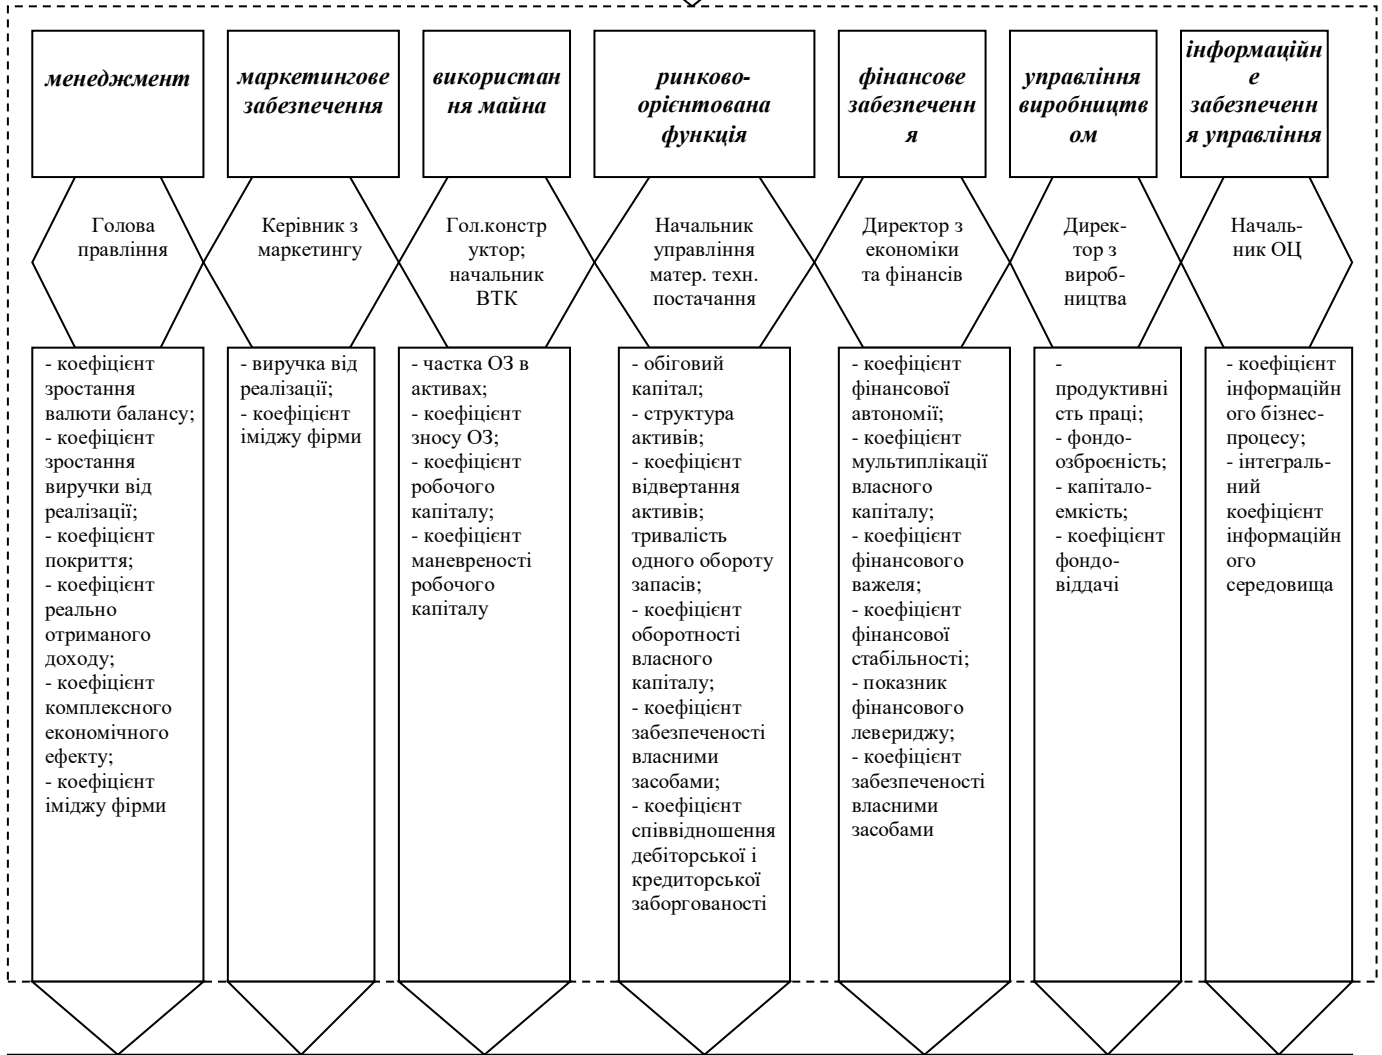 менеджмент
маркетингове
забезпечення
використан
ня майна
ринково-
орієнтована
функція
фінансове
забезпеченн
я
управління
виробництв
ом
інформаційн
е
забезпеченн
я управління
Голова
правління
Керівник з
маркетингу
Гол.констр
уктор;
начальник
ВТК
Начальник
управління
матер. техн.
постачання
Директор з
економіки
та фінансів
Дирек-
тор з
вироб-
ництва
Началь-
ник ОЦ
- коефіцієнт
зростання
валюти балансу;
- коефіцієнт
зростання
виручки від
реалізації;
- коефіцієнт
покриття;
- коефіцієнт
реально
отриманого
доходу;
- коефіцієнт
комплексного
економічного
ефекту;
- коефіцієнт
іміджу фірми
- виручка від
реалізації;
- коефіцієнт
іміджу фірми
- частка ОЗ в
активах;
- коефіцієнт
зносу ОЗ;
- коефіцієнт
робочого
капіталу;
- коефіцієнт
маневреності
робочого
капіталу
- обіговий
капітал;
- структура
активів;
- коефіцієнт
відвертання
активів;
тривалість
одного обороту
запасів;
- коефіцієнт
оборотності
власного
капіталу;
- коефіцієнт
забезпеченості
власними
засобами;
- коефіцієнт
співвідношення
дебіторської і
кредиторської
заборгованості
- коефіцієнт
фінансової
автономії;
- коефіцієнт
мультиплікації
власного
капіталу;
- коефіцієнт
фінансового
важеля;
- коефіцієнт
фінансової
стабільності;
- показник
фінансового
левериджу;
- коефіцієнт
забезпеченості
власними
засобами
-
продуктивні
сть праці;
- фондо-
озброєність;
- капітало-
емкість;
- коефіцієнт
фондо-
віддачі
- коефіцієнт
інформаційн
ого бізнес-
процесу;
- інтеграль-
ний
коефіцієнт
інформаційн
ого
середовища